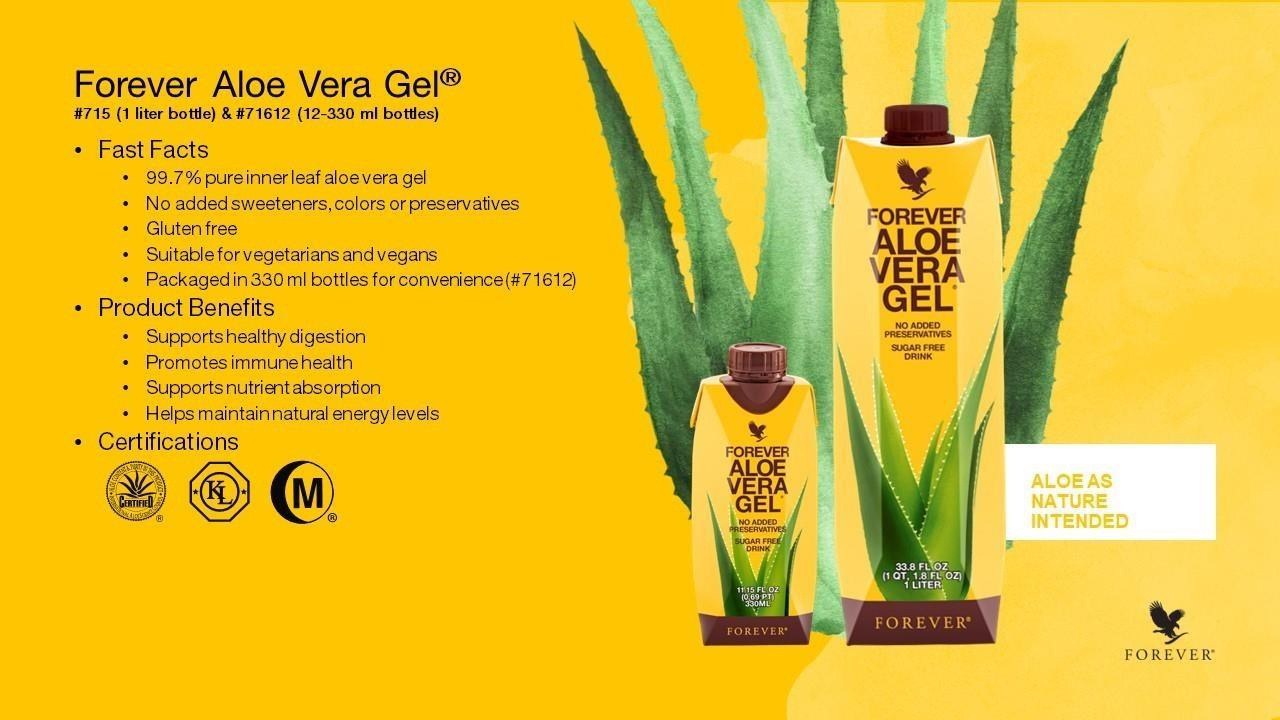 Forever Aloe Vera Gel®
#715 (1 liter bottle) & #71612 (12-330 ml bottles)
• Fast Facts
• 99.7% pure inner leaf aloe vera gel
• No added sweeteners, colors or preservatives
• Gluten free
• Suitable for vegetarians and vegans
• Packaged in 330 ml bottles for convenience (#71612)
• Product Benefits
• Supports healthy digestion
• Promotes immune health
• Supports nutrient absorption
• Helps maintain natural energy levels
• Certifications
CERTIFIED
®
KL
M
®
FOREVER
ALOE
VERA
GEL®
NO ADDED
PRESERVATIVES
SUGAR FREE
DRINK
11.15 FL OZ
(0.69 PT)
330ML
FOREVER®
FOREVER
ALOE
VERA
GEL®
NO ADDED
PRESERVATIVES
SUGAR FREE
DRINK
33.8 FL OZ
(1 QT, 1.8 FL OZ)
1 LITER
FOREVER®
ALOE AS
NATURE
INTENDED
FOREVER®